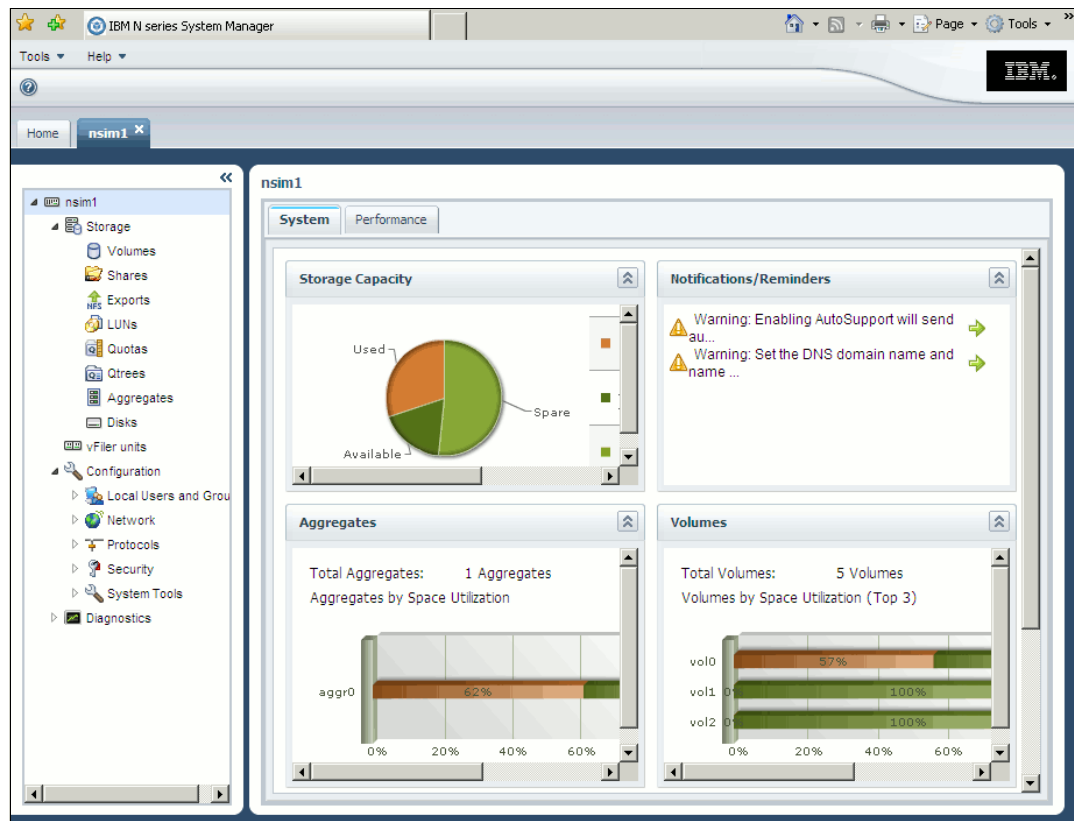 IBM N series System Manager
Page
Tools
»
Tools
Help
IBM
Home
nsim1
nsim1
Storage
Volumes
Shares
NFS
Exports
LUNs
Quotas
Qtrees
Aggregates
Disks
vFiler units
Configuration
Local Users and Grou
Network
Protocols
Security
System Tools
Diagnostics
nsim1
System
Performance
Storage Capacity
Used
Spare
Available
Notifications/Reminders
Warning: Enabling AutoSupport will send
au...
Warning: Set the DNS domain name and
name ...
Aggregates
Total Aggregates: 1 Aggregates
Aggregates by Space Utilization
aggr0 62%
0% 20% 40% 60%
Volumes
Total Volumes: 5 Volumes
Volumes by Space Utilization (Top 3)
vol0 57%
vol1 0% 100%
vol2 0% 100%
0% 20% 40% 60%